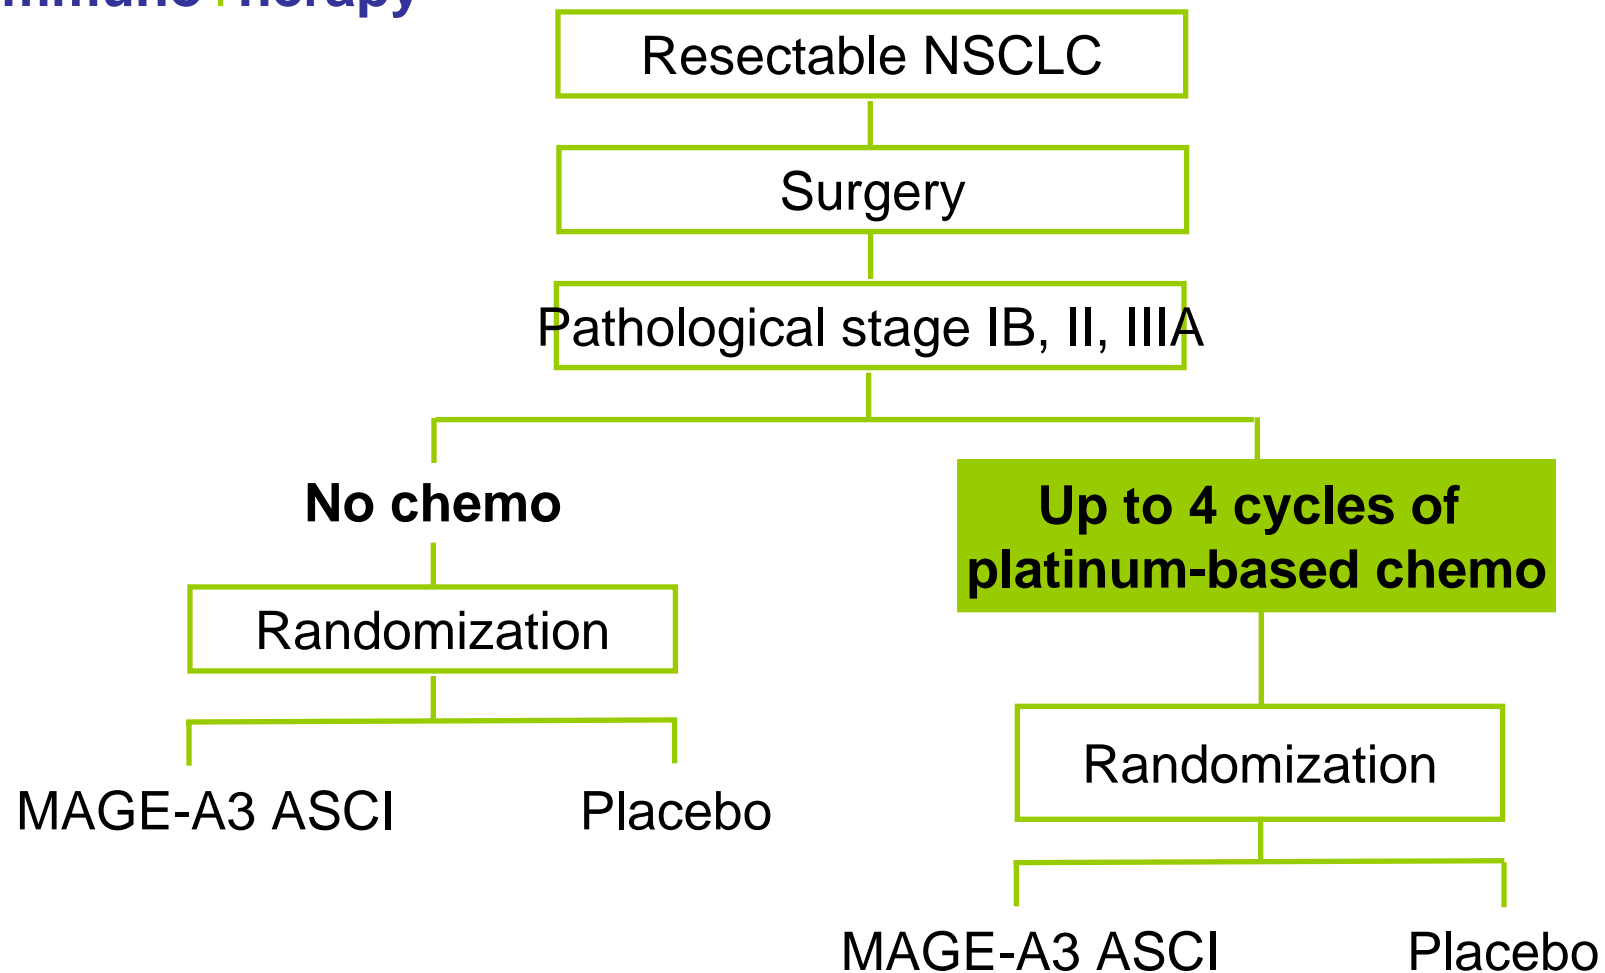 Resectable NSCLC
Surgery
Pathological stage IB, II, IIIA
No chemo
Up to 4 cycles of
platinum-based chemo
Randomization
Randomization
MAGE-A3 ASCI
Placebo
MAGE-A3 ASCI
Placebo